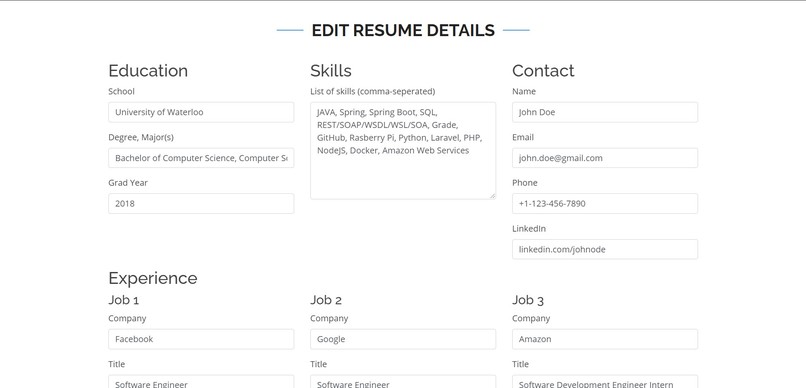 EDIT RESUME DETAILS
Education
School
University of Waterloo
Degree, Major(s)
Bachelor of Computer Science, Computer Sc
Grad Year
2018
Skills
List of skills (comma-seperated)
JAVA, Spring, Spring Boot, SQL,
REST/SOAP/WSDL/WSL/SOA, Grade,
GitHub, Rasberry Pi, Python, Laravel, PHP,
NodeJS, Docker, Amazon Web Services
Contact
Name
John Doe
Email
john.doe@gmail.com
Phone
+1-123-456-7890
LinkedIn
linkedin.com/johnode
Experience
Job 1
Company
Facebook
Title
Software Engineer
Job 2
Company
Google
Title
Software Engineer
Job 3
Company
Amazon
Title
Software Development Engineer Intern